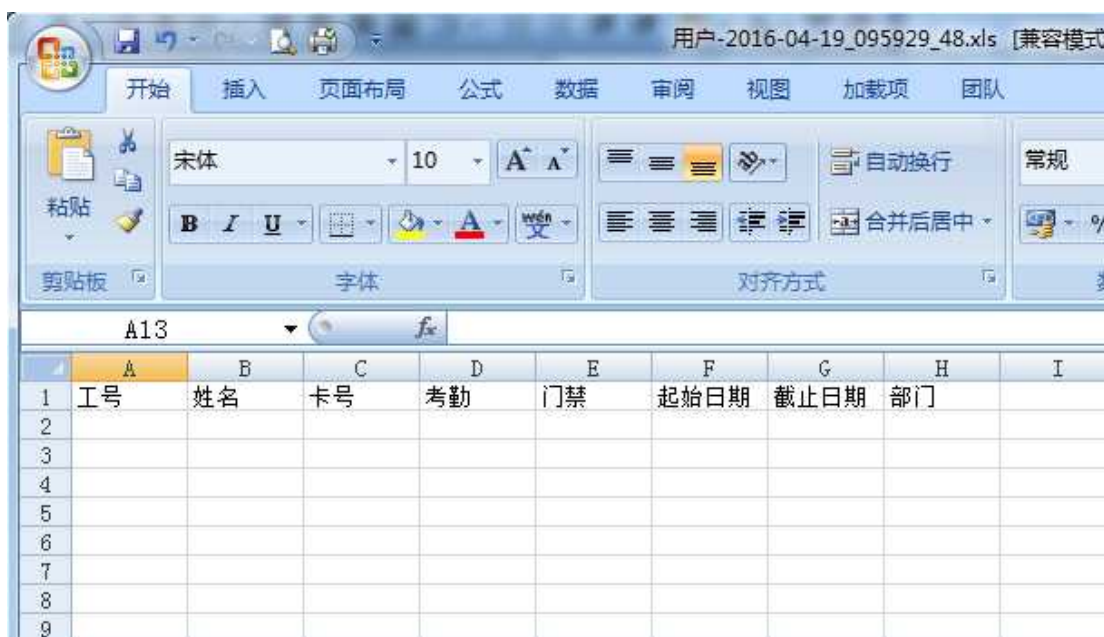 用户-2016-04-19_095929_48.xls [兼容模式
开始 插入 页面布局 公式 数据 审阅 视图 加载项 团队
宋体 10 A A 自动换行 常规
粘贴 B I U A wén 文 合并后居中 %
剪贴板 字体 对齐方式
A13 fx
A B C D E F G H I
1 工号 姓名 卡号 考勤 门禁 起始日期 截止日期 部门
2
3
4
5
6
7
8
9